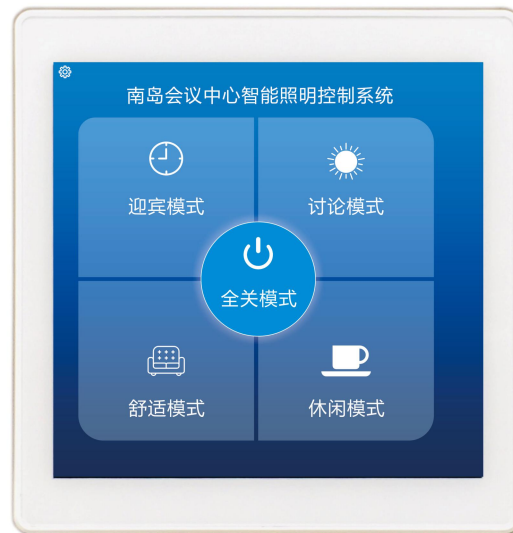 南岛会议中心智能照明控制系统
迎宾模式
讨论模式
全关模式
舒适模式
休闲模式